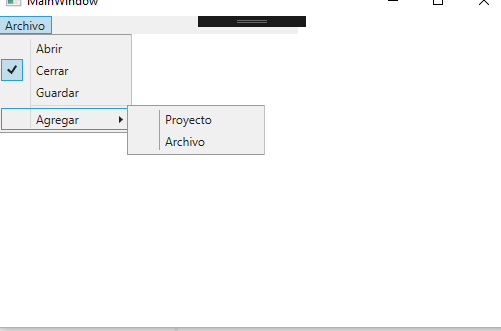 MainWindow
Archivo
Abrir
Cerrar
Guardar
Agregar
Proyecto
Archivo